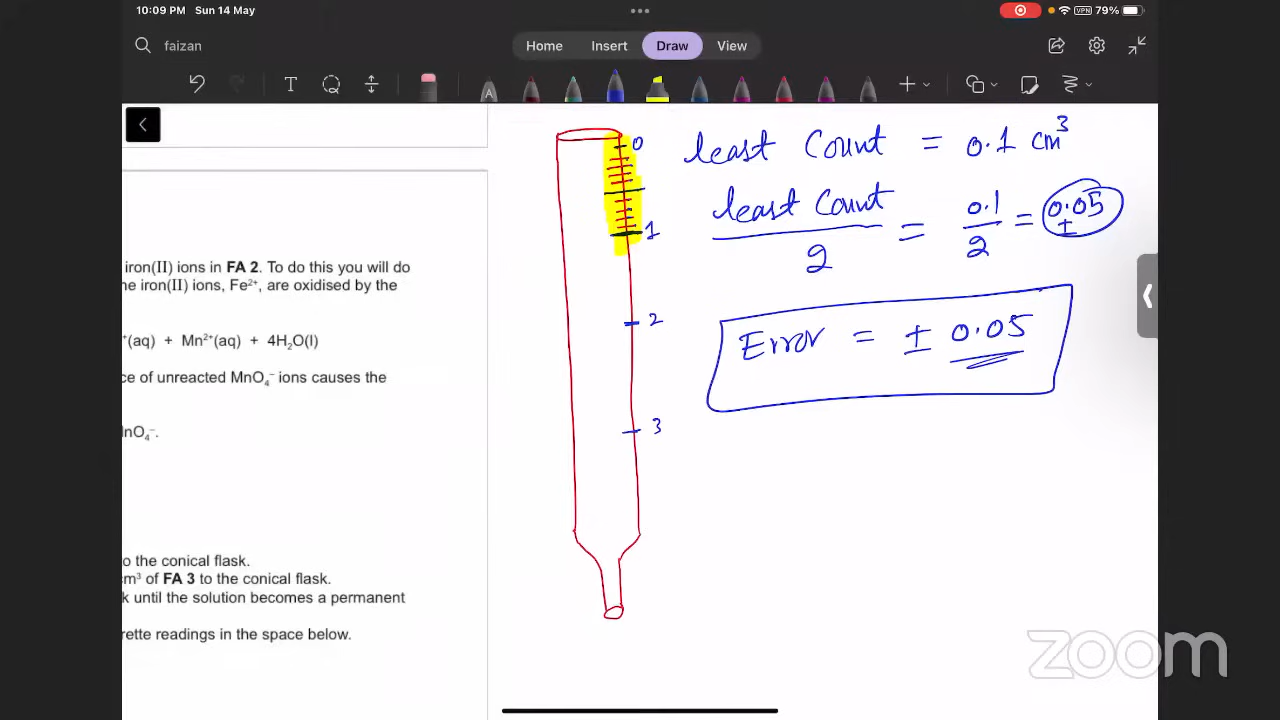 10:09 PM Sun 14 May
VPN 79%
faizan
Home Insert Draw View
A
iron(II) ions in FA 2. To do this you will do
ne iron(II) ions, Fe²⁺, are oxidised by the
⁺(aq) + Mn²⁺(aq) + 4H₂O(l)
ce of unreacted MnO₄⁻ ions causes the
nO₄⁻.
o the conical flask.
cm³ of FA 3 to the conical flask.
k until the solution becomes a permanent
rette readings in the space below.
0
1
2
3
least Count = 0.1 cm³
least Count / 2 = 0.1 / 2 = ± 0.05
Error = ± 0.05
zoom